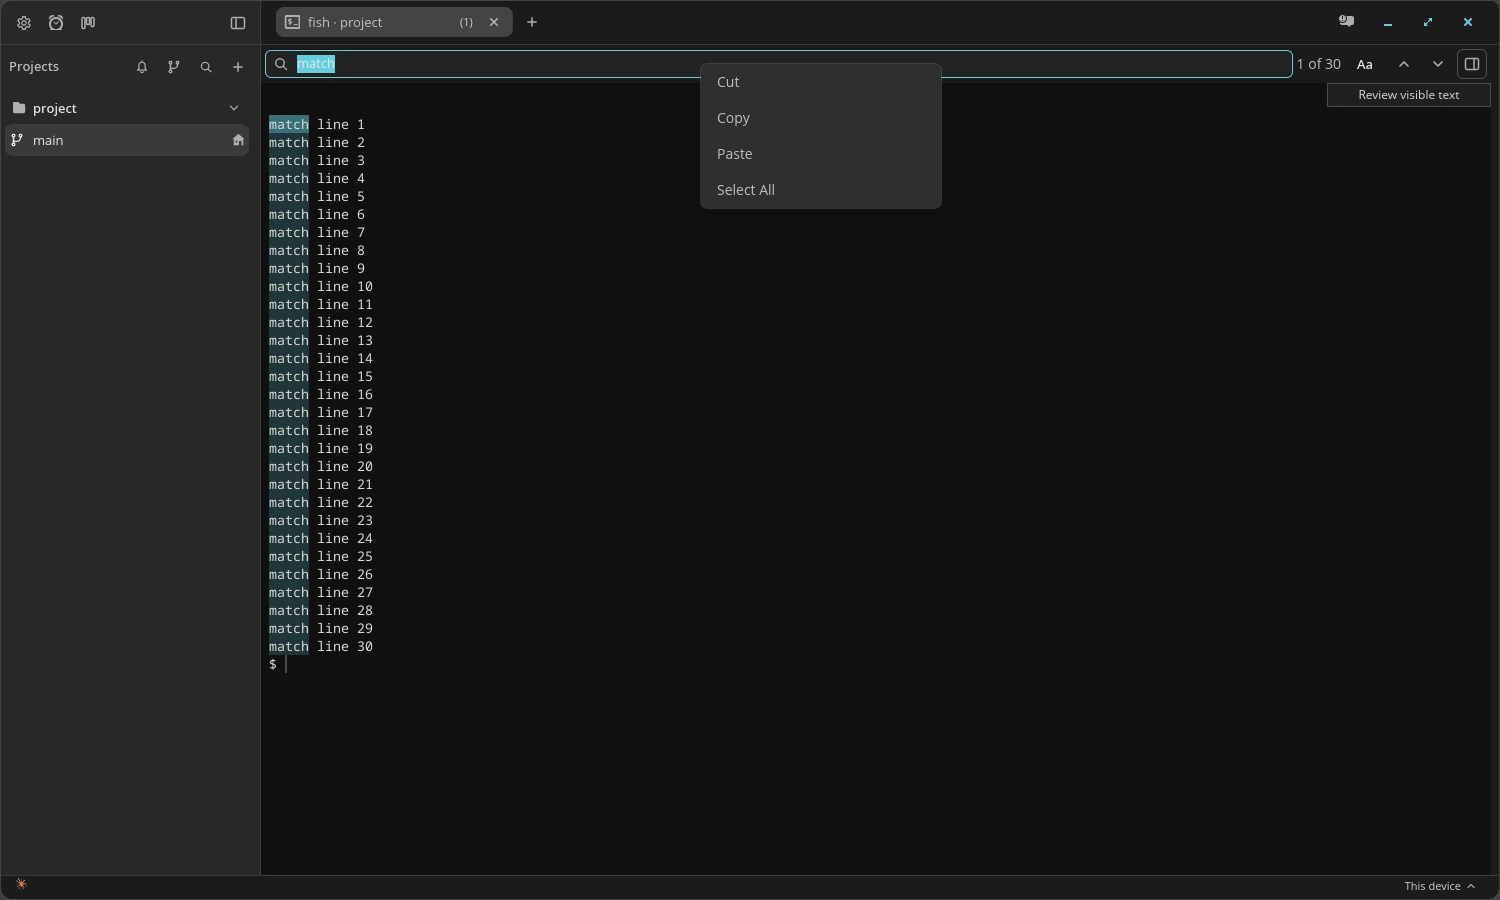 fish · project (1)
Projects
match
1 of 30 Aa
Cut
Copy
Paste
Select All
Review visible text
project
main
match line 1
match line 2
match line 3
match line 4
match line 5
match line 6
match line 7
match line 8
match line 9
match line 10
match line 11
match line 12
match line 13
match line 14
match line 15
match line 16
match line 17
match line 18
match line 19
match line 20
match line 21
match line 22
match line 23
match line 24
match line 25
match line 26
match line 27
match line 28
match line 29
match line 30
$
This device